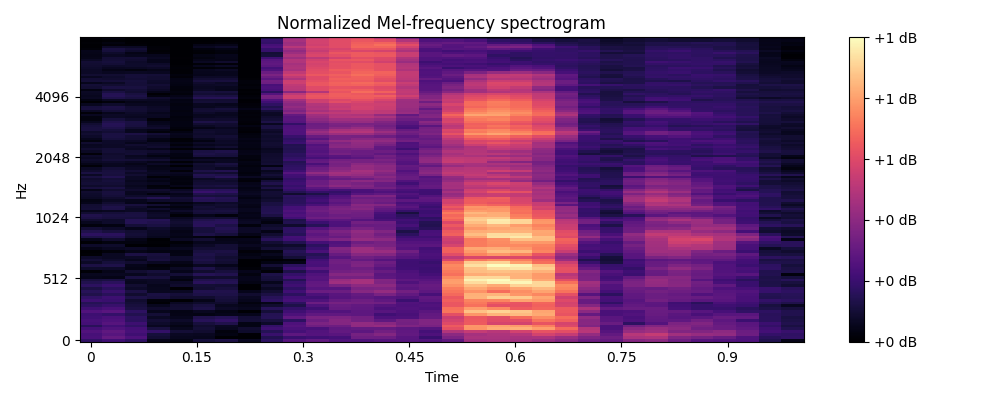 Normalized Mel-frequency spectrogram
Hz
4096
2048
1024
512
0
0 0.15 0.3 0.45 0.6 0.75 0.9
Time
+1 dB
+1 dB
+1 dB
+0 dB
+0 dB
+0 dB